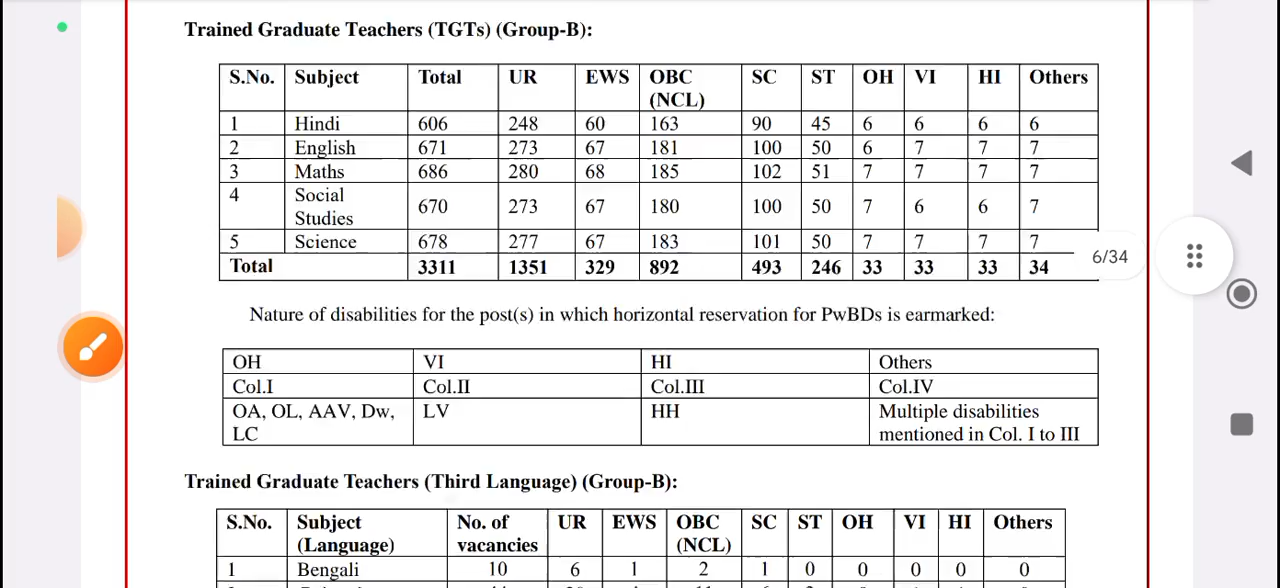 Trained Graduate Teachers (TGTs) (Group-B):
S.No. Subject Total UR EWS OBC (NCL) SC ST OH VI HI Others
1 Hindi 606 248 60 163 90 45 6 6 6 6
2 English 671 273 67 181 100 50 6 7 7 7
3 Maths 686 280 68 185 102 51 7 7 7 7
4 Social Studies 670 273 67 180 100 50 7 6 6 7
5 Science 678 277 67 183 101 50 7 7 7 7
Total 3311 1351 329 892 493 246 33 33 33 34
6/34
Nature of disabilities for the post(s) in which horizontal reservation for PwBDs is earmarked:
OH VI HI Others
Col.I Col.II Col.III Col.IV
OA, OL, AAV, Dw, LC LV HH Multiple disabilities mentioned in Col. I to III
Trained Graduate Teachers (Third Language) (Group-B):
S.No. Subject (Language) No. of vacancies UR EWS OBC (NCL) SC ST OH VI HI Others
1 Bengali 10 6 1 2 1 0 0 0 0 0